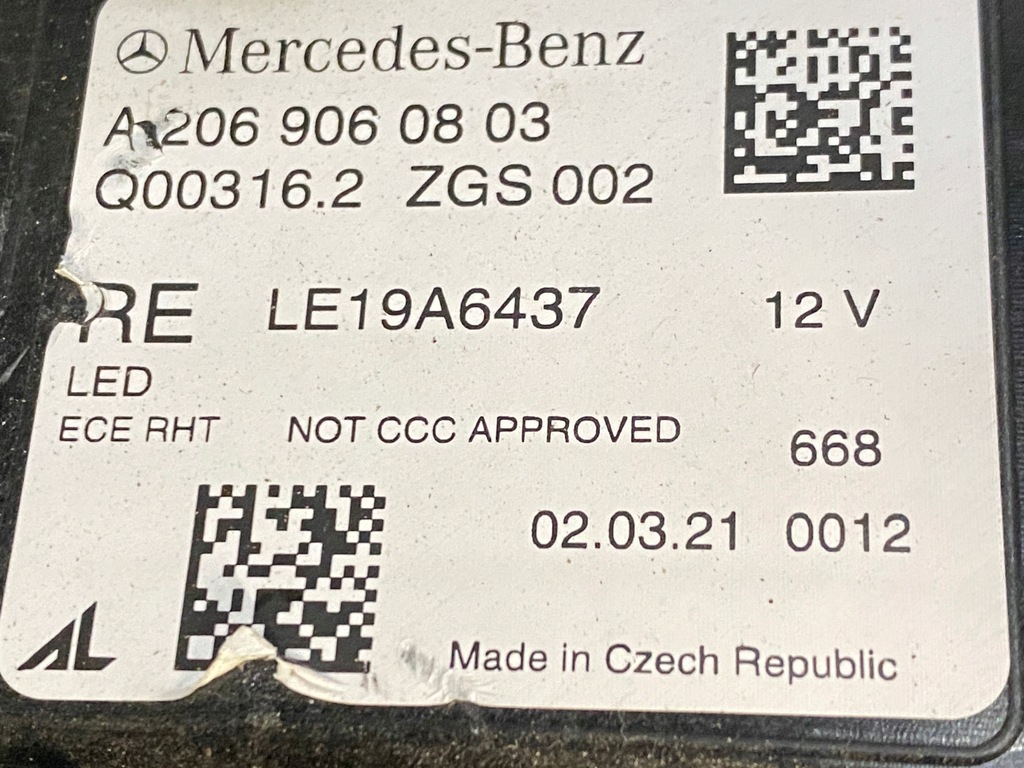 Mercedes-Benz
A 206 906 08 03
Q00316.2 ZGS 002
RE LE19A6437 12 V
LED
ECE RHT NOT CCC APPROVED
668
02.03.21 0012
AL
Made in Czech Republic